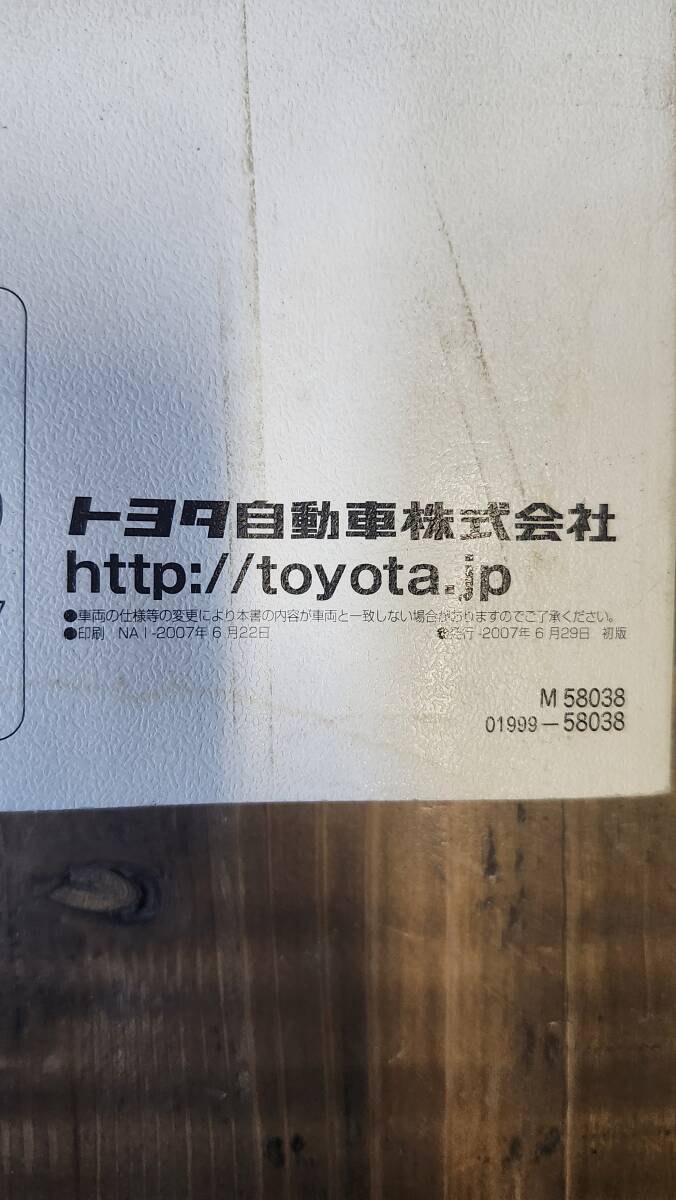 トヨタ自動車株式会社
http://toyota.jp
●車両の仕様等の変更により本書の内容が車両と一致しない場合がありますのでご了承ください。
●印刷 NAI-2007年6月22日 ●発行-2007年6月29日 初版
M 58038
01999-58038